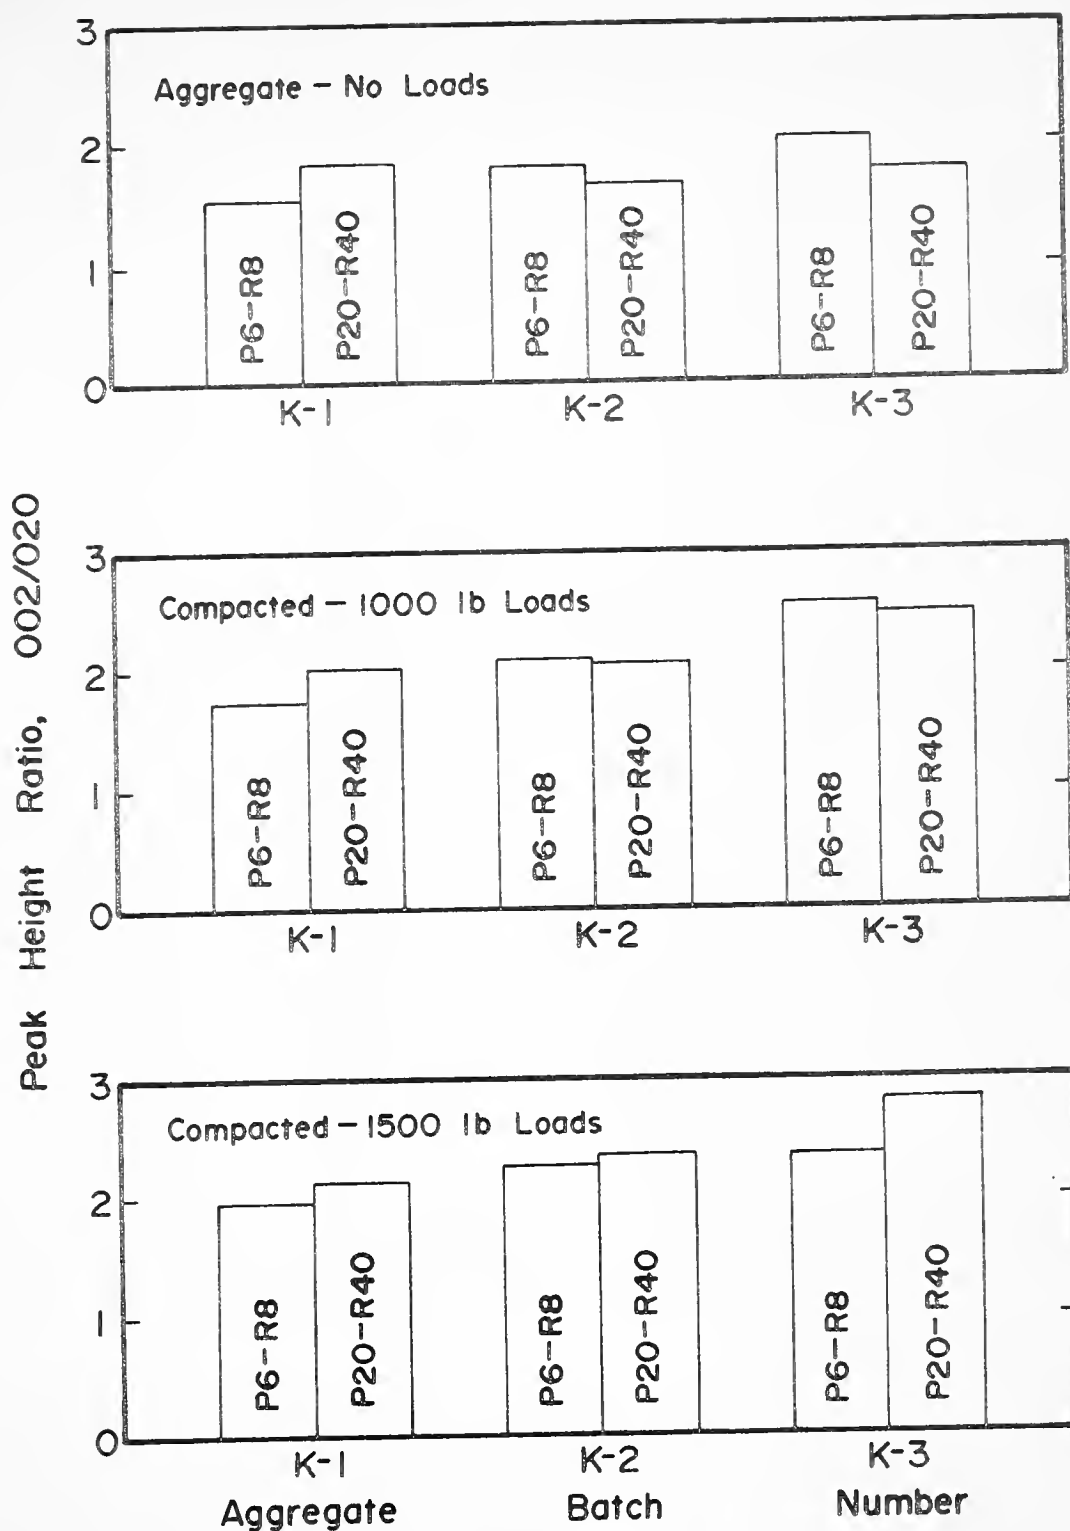 3
Aggregate - No Loads
2
1
0
P6-R8
P20-R40
P6-R8
P20-R40
P6-R8
P20-R40
K-1
K-2
K-3
Peak Height Ratio, 002/020
3
Compacted - 1000 lb Loads
2
1
0
P6-R8
P20-R40
P6-R8
P20-R40
P6-R8
P20-R40
K-1
K-2
K-3
3
Compacted - 1500 lb Loads
2
1
0
P6-R8
P20-R40
P6-R8
P20-R40
P6-R8
P20-R40
K-1
K-2
K-3
Aggregate Batch Number